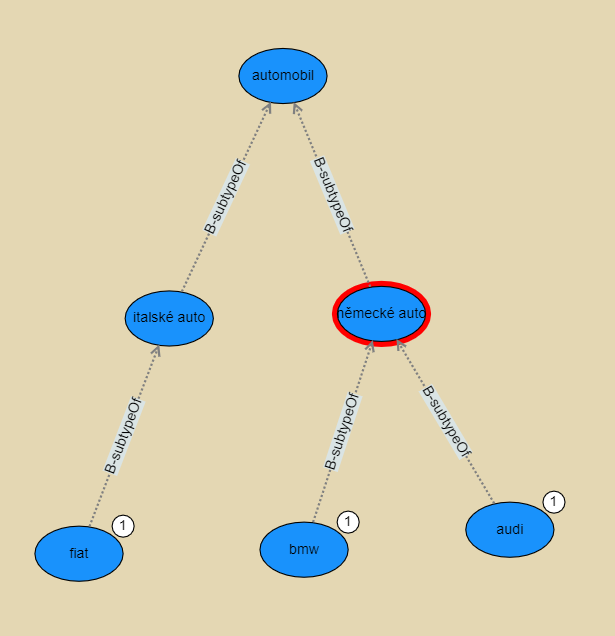 automobil
B-subtypeOf
B-subtypeOf
italské auto
německé auto
B-subtypeOf
B-subtypeOf
B-subtypeOf
1
1
1
fiat
bmw
audi